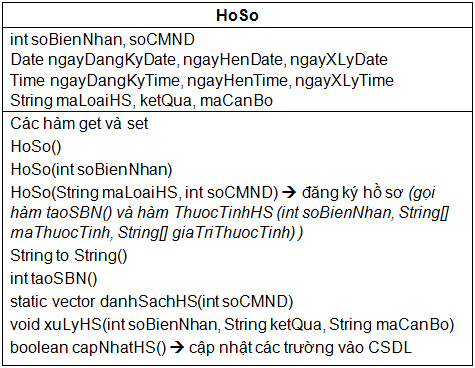 HoSo
int soBienNhan, soCMND
Date ngayDangKyDate, ngayHenDate, ngayXLyDate
Time ngayDangKyTime, ngayHenTime, ngayXLyTime
String maLoaiHS, ketQua, maCanBo
Các hàm get và set
HoSo()
HoSo(int soBienNhan)
HoSo(String maLoaiHS, int soCMND) ➔ đăng ký hồ sơ (gọi
hàm taoSBN() và hàm ThuocTinhHS (int soBienNhan, String[]
maThuocTinh, String[] giaTriThuocTinh) )
String to String()
int taoSBN()
static vector danhSachHS(int soCMND)
void xuLyHS(int soBienNhan, String ketQua, String maCanBo)
boolean capNhatHS() ➔ cập nhật các trường vào CSDL